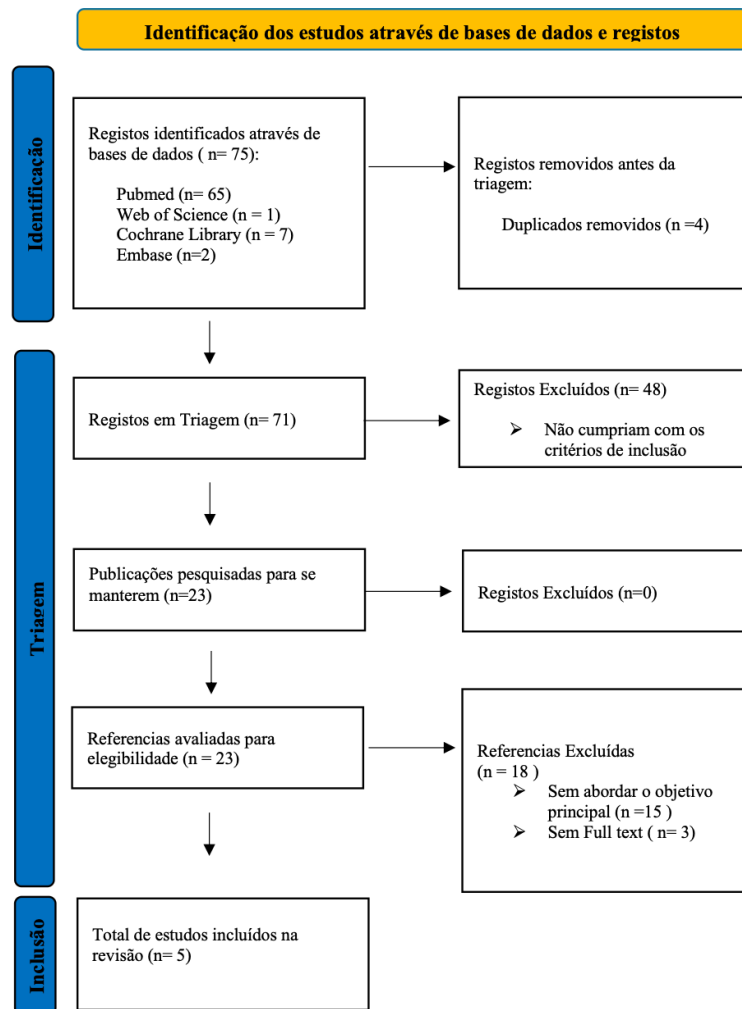 Identificação dos estudos através de bases de dados e registos
Identificação
Registos identificados através de
bases de dados ( n= 75):
Pubmed (n= 65)
Web of Science (n = 1)
Cochrane Library (n = 7)
Embase (n=2)
Registos removidos antes da
triagem:
Duplicados removidos (n =4)
Triagem
Registos em Triagem (n= 71)
Registos Excluídos (n= 48)
➢ Não cumpriam com os
critérios de inclusão
Publicações pesquisadas para se
manterem (n=23)
Registos Excluídos (n=0)
Referencias avaliadas para
elegibilidade (n = 23)
Referencias Excluídas
(n = 18 )
➢ Sem abordar o objetivo
principal (n =15 )
➢ Sem Full text ( n= 3)
Inclusão
Total de estudos incluídos na
revisão (n= 5)